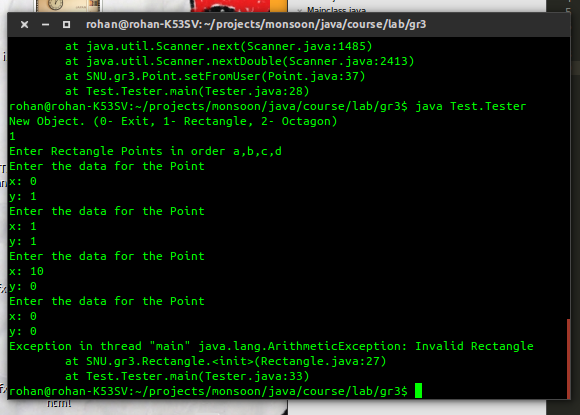 Mainclass.java
rohan@rohan-K53SV: ~/projects/monsoon/java/course/lab/gr3
at java.util.Scanner.next(Scanner.java:1485)
at java.util.Scanner.nextDouble(Scanner.java:2413)
at SNU.gr3.Point.setFromUser(Point.java:37)
at Test.Tester.main(Tester.java:28)
rohan@rohan-K53SV:~/projects/monsoon/java/course/lab/gr3$ java Test.Tester
New Object. (0- Exit, 1- Rectangle, 2- Octagon)
1
Enter Rectangle Points in order a,b,c,d
Enter the data for the Point
x: 0
y: 1
Enter the data for the Point
x: 1
y: 1
Enter the data for the Point
x: 10
y: 0
Enter the data for the Point
x: 0
y: 0
Exception in thread "main" java.lang.ArithmeticException: Invalid Rectangle
at SNU.gr3.Rectangle.<init>(Rectangle.java:27)
at Test.Tester.main(Tester.java:33)
rohan@rohan-K53SV:~/projects/monsoon/java/course/lab/gr3$